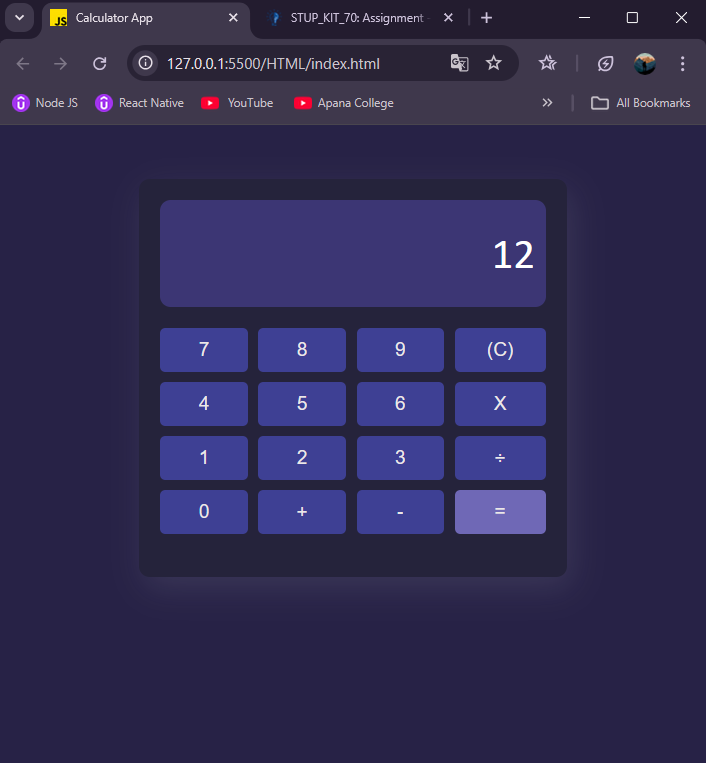 JS Calculator App
STUP_KIT_70: Assignment
127.0.0.1:5500/HTML/index.html
Node JS React Native YouTube Apana College All Bookmarks
12
7 8 9 (C)
4 5 6 X
1 2 3 ÷
0 + - =